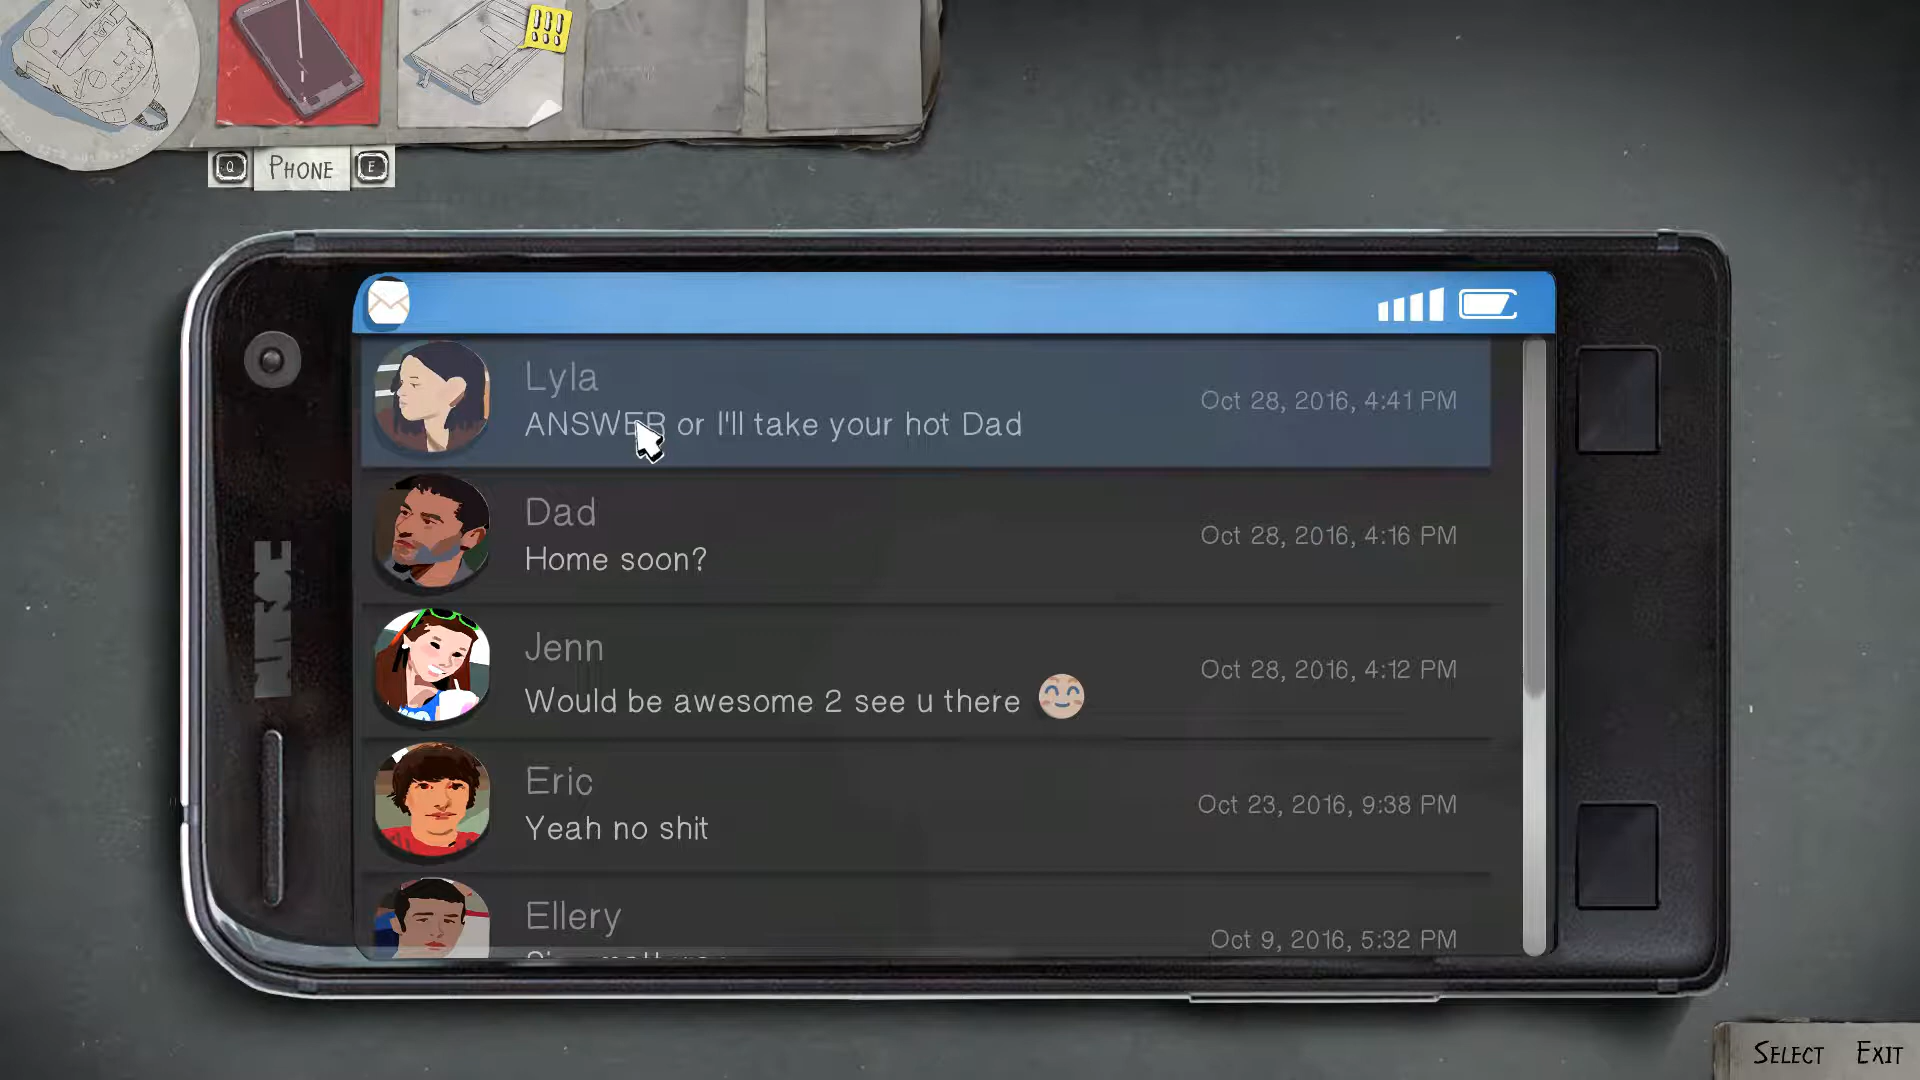 Q PHONE E
Lyla
ANSWER or I'll take your hot Dad
Oct 28, 2016, 4:41 PM
Dad
Home soon?
Oct 28, 2016, 4:16 PM
Jenn
Would be awesome 2 see u there
Oct 28, 2016, 4:12 PM
Eric
Yeah no shit
Oct 23, 2016, 9:38 PM
Ellery
Oct 9, 2016, 5:32 PM
SELECT EXIT